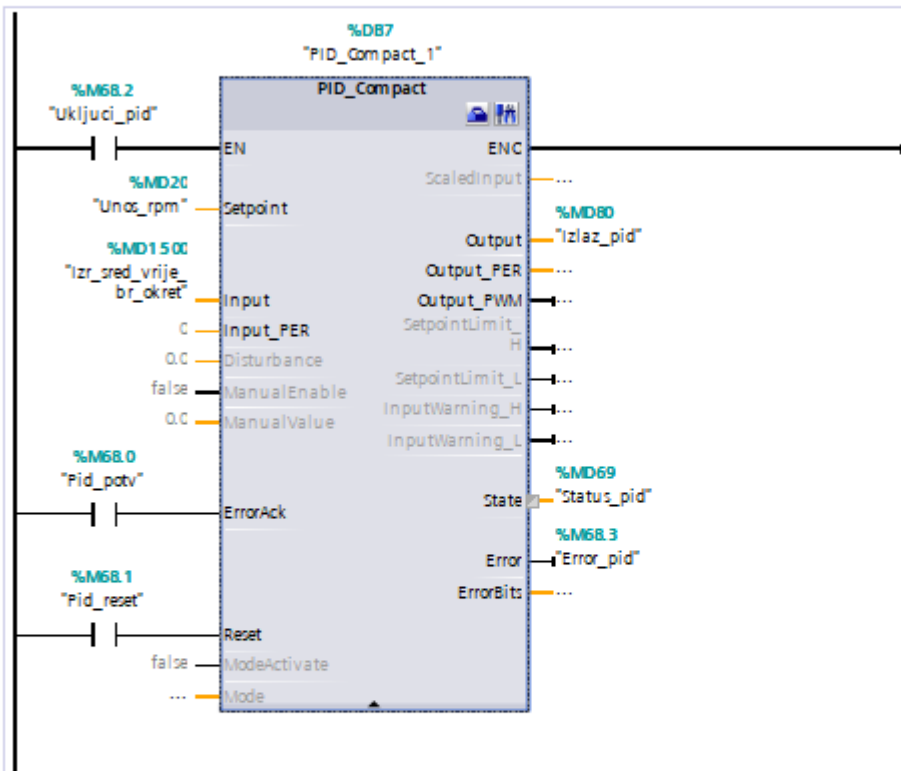 %DB7
"PID_Compact_1"
%M68.2
"Ukljuci_pid"
PID_Compact
EN
ENO
ScaledInput
...
%MD20
"Unos_rpm"
Setpoint
%MD80
Output
"Izlaz_pid"
%MD1500
"Izr_sred_vrije_
br_okret"
Output_PER
...
Input
Output_PWM
...
0
Input_PER
SetpointLimit_
H
...
0.0
Disturbance
SetpointLimit_L
...
false
ManualEnable
InputWarning_H
...
0.0
ManualValue
InputWarning_L
...
%M68.0
"Pid_potv"
ErrorAck
%MD69
State
"Status_pid"
%M68.3
Error
"Error_pid"
ErrorBits
...
%M68.1
"Pid_reset"
Reset
false
ModeActivate
...
Mode